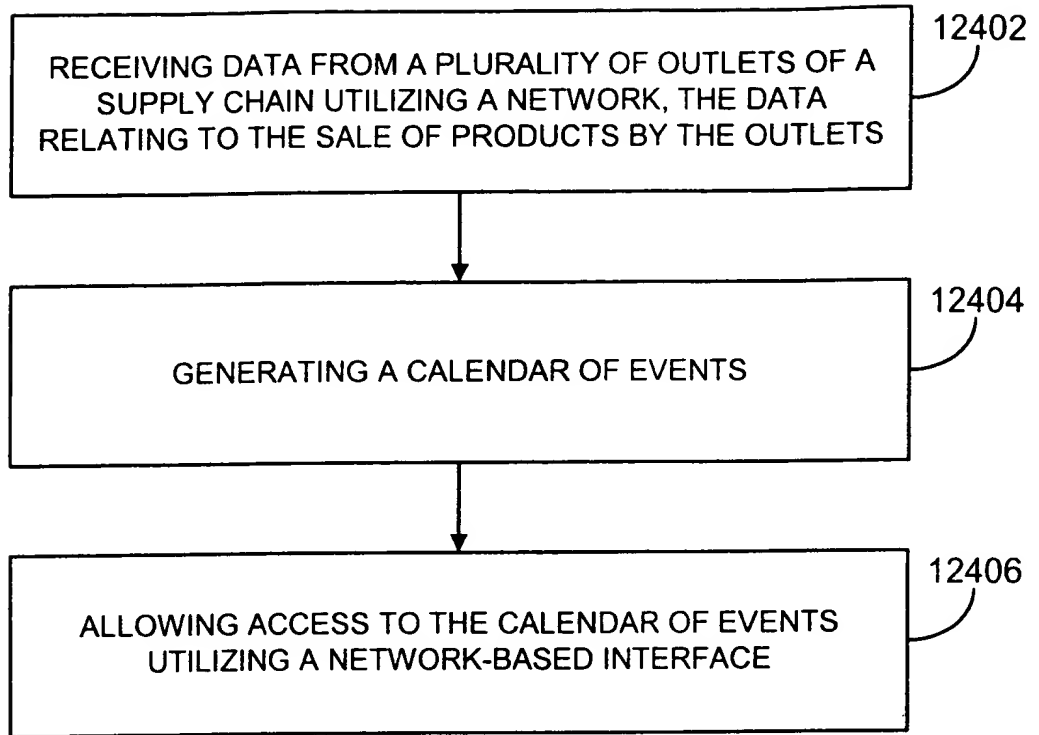 12402
RECEIVING DATA FROM A PLURALITY OF OUTLETS OF A
SUPPLY CHAIN UTILIZING A NETWORK, THE DATA
RELATING TO THE SALE OF PRODUCTS BY THE OUTLETS
12404
GENERATING A CALENDAR OF EVENTS
12406
ALLOWING ACCESS TO THE CALENDAR OF EVENTS
UTILIZING A NETWORK-BASED INTERFACE